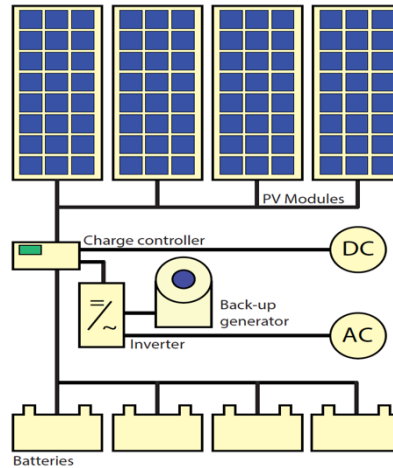 PV Modules
Charge controller
DC
=
~
Back-up
generator
AC
Inverter
Batteries